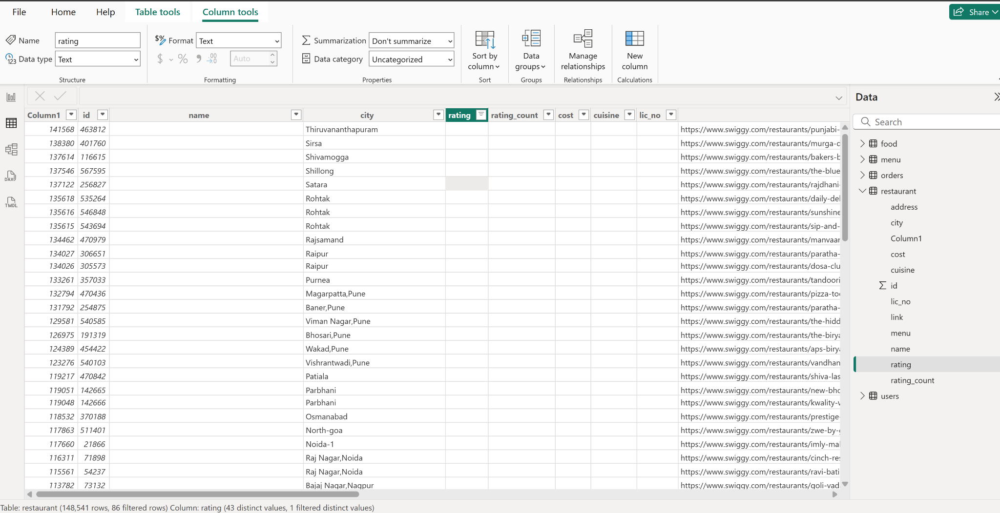 File Home Help Table tools Column tools Share
Name rating $% Format Text Summarization Don't summarize
123 Data type Text $ % 9 .00 .0 Auto Data category Uncategorized
Sort by column Data groups Manage relationships New column
Structure Formatting Properties Sort Groups Relationships Calculations
Data
Column1 id name city rating rating_count cost cuisine lic_no
Search
141568 463812 Thiruvananthapuram https://www.swiggy.com/restaurants/punjabi-
138380 401760 Sirsa https://www.swiggy.com/restaurants/murga-
137614 116615 Shivamogga https://www.swiggy.com/restaurants/bakers-
137546 567595 Shillong https://www.swiggy.com/restaurants/the-blue
137122 256827 Satara https://www.swiggy.com/restaurants/rajdhani-
135618 535264 Rohtak https://www.swiggy.com/restaurants/daily-de
135616 546848 Rohtak https://www.swiggy.com/restaurants/sunshine
135615 543694 Rohtak https://www.swiggy.com/restaurants/sip-and-
134462 470979 Rajsamand https://www.swiggy.com/restaurants/manvaar
134027 306651 Raipur https://www.swiggy.com/restaurants/paratha-
134026 305573 Raipur https://www.swiggy.com/restaurants/dosa-clu
133261 357033 Purnea https://www.swiggy.com/restaurants/tandoori
132794 470436 Magarpatta,Pune https://www.swiggy.com/restaurants/pizza-to
131792 254875 Baner,Pune https://www.swiggy.com/restaurants/paratha-
129581 540585 Viman Nagar,Pune https://www.swiggy.com/restaurants/the-hidd
126975 191319 Bhosari,Pune https://www.swiggy.com/restaurants/the-birya
124389 454422 Wakad,Pune https://www.swiggy.com/restaurants/aps-birya
123276 540103 Vishrantwadi,Pune https://www.swiggy.com/restaurants/vandhan
119217 470842 Patiala https://www.swiggy.com/restaurants/shiva-las
119051 142665 Parbhani https://www.swiggy.com/restaurants/new-bho
119048 142666 Parbhani https://www.swiggy.com/restaurants/kwality-
118532 370188 Osmanabad https://www.swiggy.com/restaurants/prestige-
117863 511401 North-goa https://www.swiggy.com/restaurants/zwe-by-
117660 21866 Noida-1 https://www.swiggy.com/restaurants/imly-ma
116311 71898 Raj Nagar,Noida https://www.swiggy.com/restaurants/cinch-re
115561 54237 Raj Nagar,Noida https://www.swiggy.com/restaurants/ravi-bati
113782 73132 Bajaj Nagar,Nagpur https://www.swiggy.com/restaurants/goli-vad
DAX
TMDL
food
menu
orders
restaurant
address
city
Column1
cost
cuisine
Σ id
lic_no
link
menu
name
rating
rating_count
users
Table: restaurant (148,541 rows, 86 filtered rows) Column: rating (43 distinct values, 1 filtered distinct values)